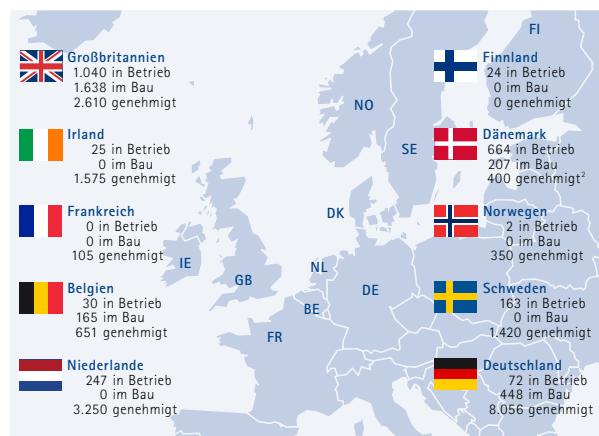 Großbritannien
1.040 in Betrieb
1.638 im Bau
2.610 genehmigt
Irland
25 in Betrieb
0 im Bau
1.575 genehmigt
Frankreich
0 in Betrieb
0 im Bau
105 genehmigt
Belgien
30 in Betrieb
165 im Bau
651 genehmigt
Niederlande
247 in Betrieb
0 im Bau
3.250 genehmigt
FI
NO
SE
DK
IE
GB
NL
BE
DE
FR
Finnland
24 in Betrieb
0 im Bau
0 genehmigt
Dänemark
664 in Betrieb
207 im Bau
400 genehmigt²
Norwegen
2 in Betrieb
0 im Bau
350 genehmigt
Schweden
163 in Betrieb
0 im Bau
1.420 genehmigt
Deutschland
72 in Betrieb
448 im Bau
8.056 genehmigt